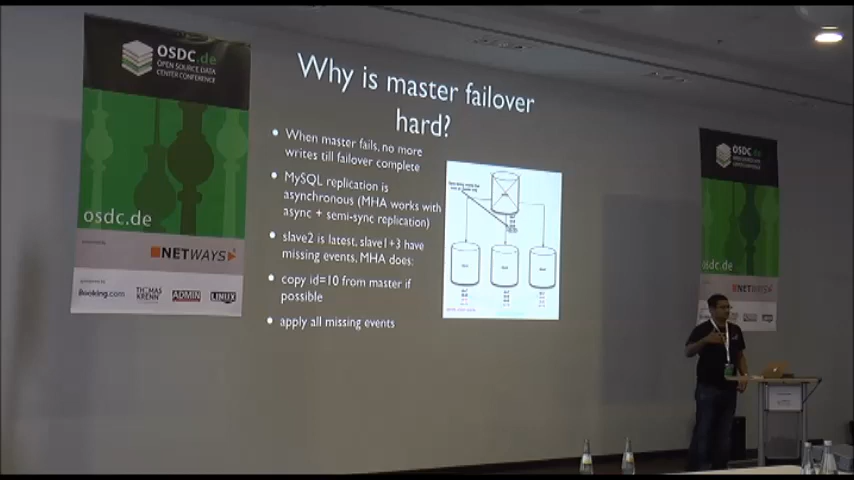 OSDC.de
OPEN SOURCE DATA
CENTER CONFERENCE
osdc.de
NETWAYS
Booking.com
THOMAS
KRENN
ADMIN
LINUX
Why is master failover
hard?
When master fails, no more
writes till failover complete
MySQL replication is
asynchronous (MHA works with
async + semi-sync replication)
slave2 is latest, slave1+3 have
missing events, MHA does:
copy id=10 from master if
possible
apply all missing events
OSDC.de
osdc.de
NETWAYS